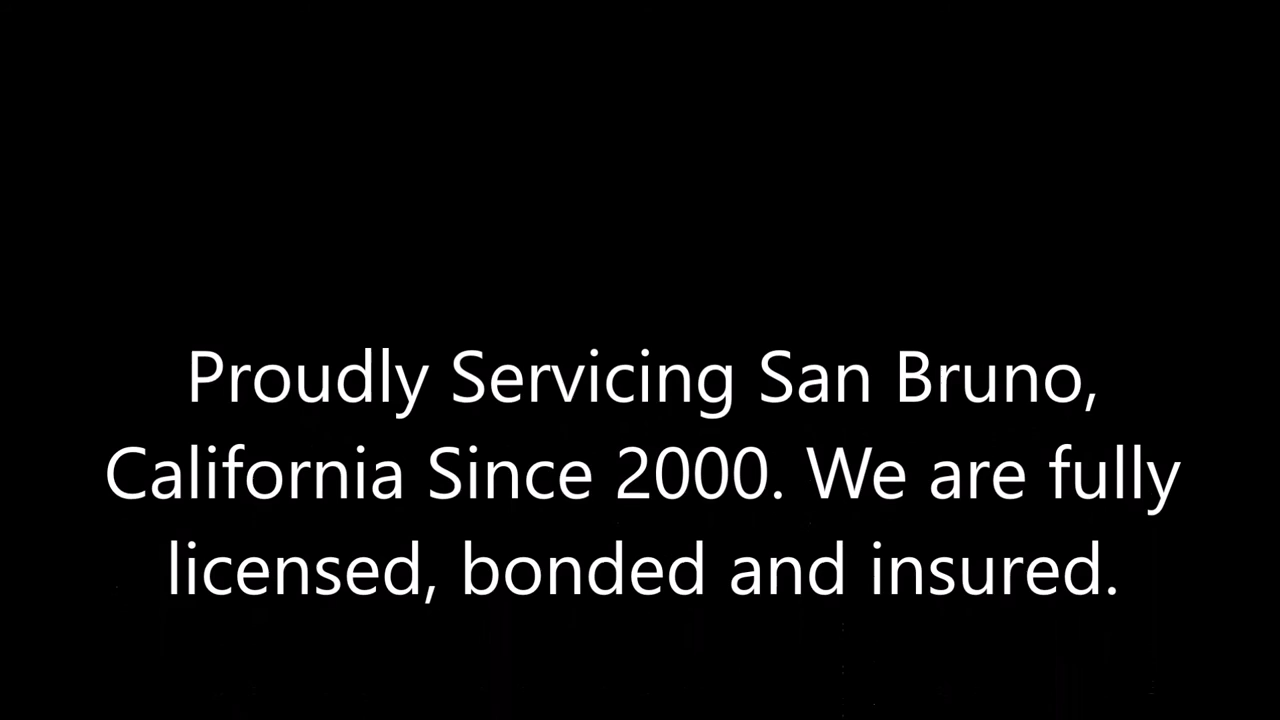 Proudly Servicing San Bruno,
California Since 2000. We are fully
licensed, bonded and insured.